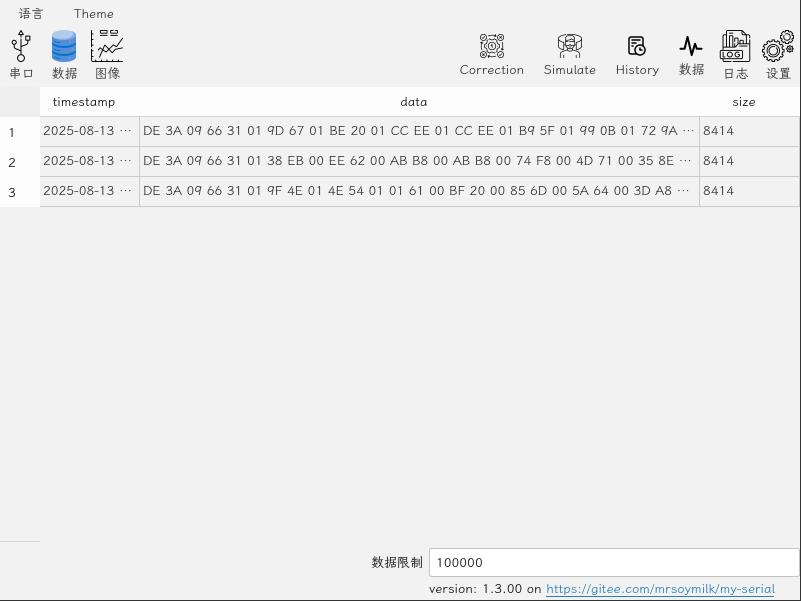 语言 Theme
串口 数据 图像 Correction Simulate History 数据 LOG 日志 设置
timestamp data size
1 2025-08-13 ··· DE 3A 09 66 31 01 9D 67 01 BE 20 01 CC EE 01 CC EE 01 B9 5F 01 99 0B 01 72 9A ··· 8414
2 2025-08-13 ··· DE 3A 09 66 31 01 38 EB 00 EE 62 00 AB B8 00 AB B8 00 74 F8 00 4D 71 00 35 8E ··· 8414
3 2025-08-13 ··· DE 3A 09 66 31 01 9F 4E 01 4E 54 01 01 61 00 BF 20 00 85 6D 00 5A 64 00 3D A8 ··· 8414
数据限制 100000
version: 1.3.00 on https://gitee.com/mrsoymilk/my-serial